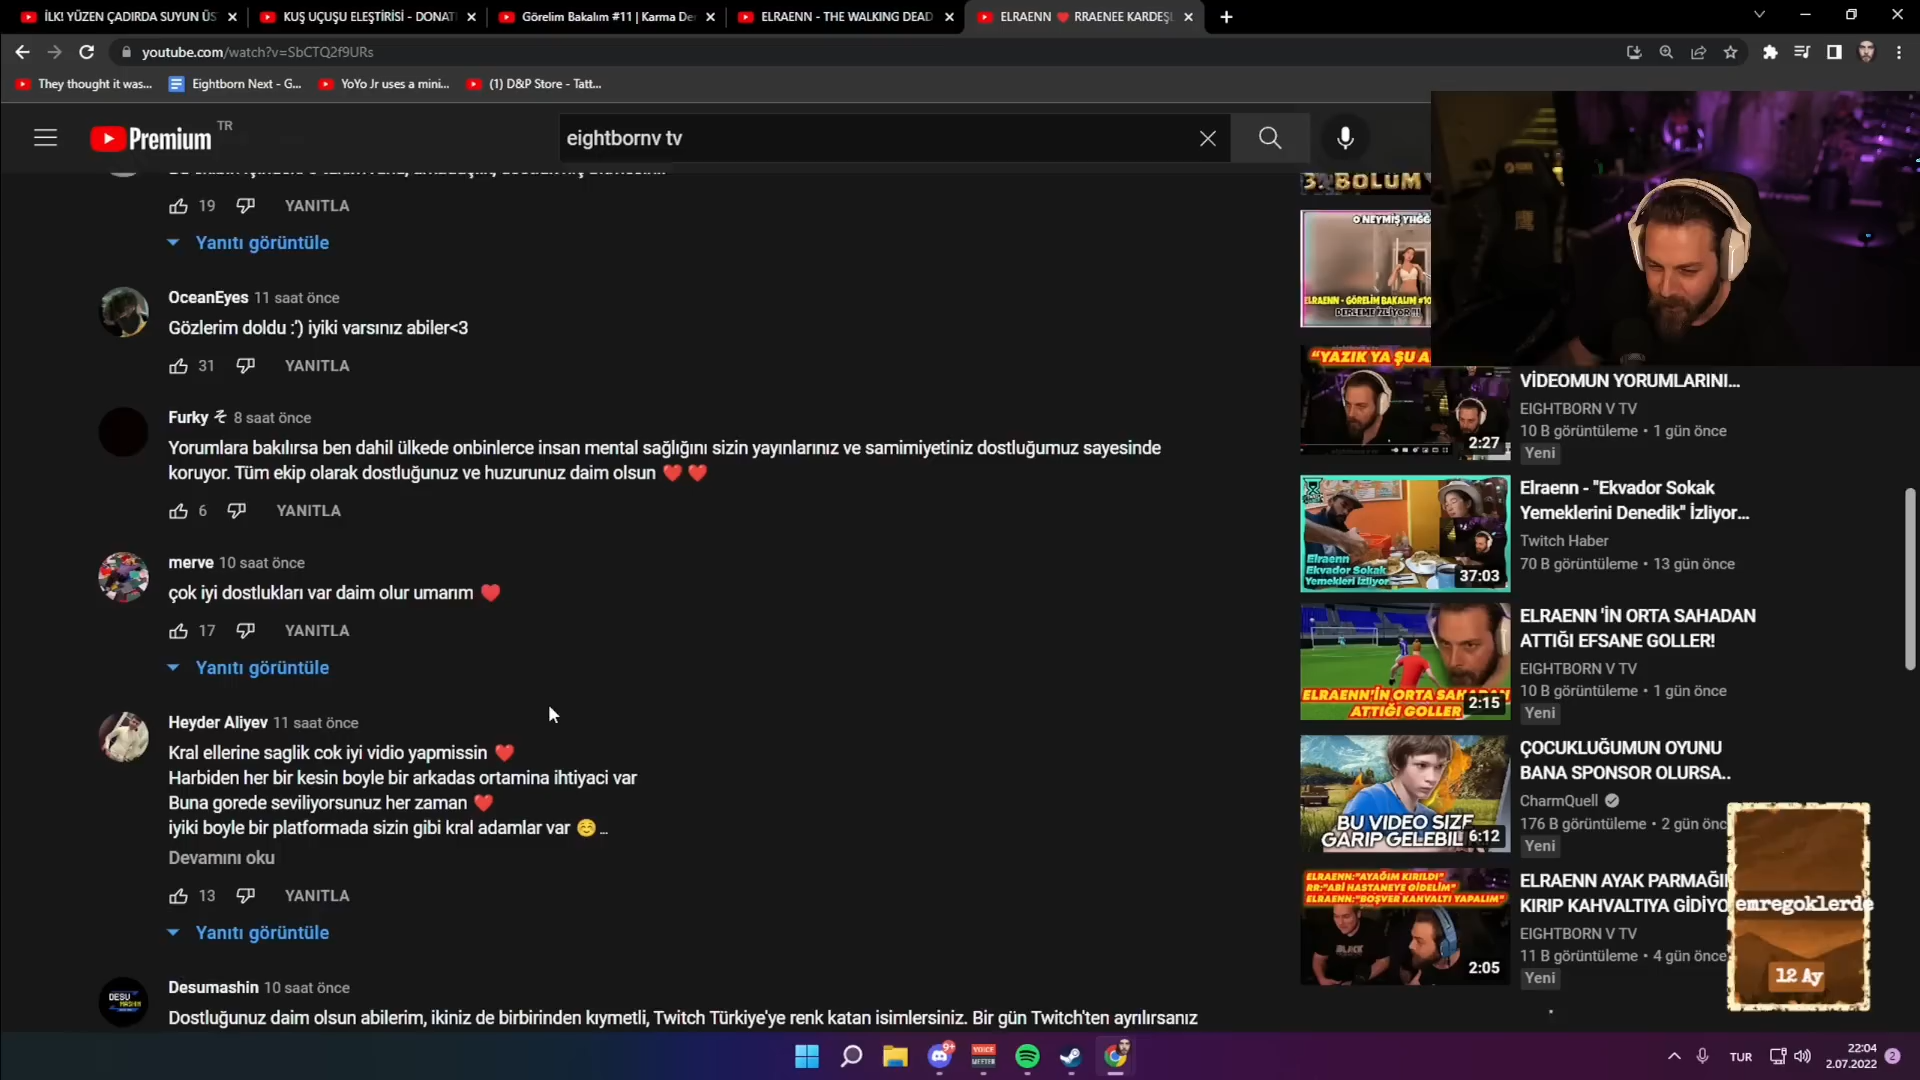 İLK! YÜZEN ÇADIRDA SUYUN ÜS
KUŞ UÇUŞU ELEŞTİRİSİ - DONAT
Görelim Bakalım #11 | Karma De
ELRAENN - THE WALKING DEAD
ELRAENN ❤ RRAENEE KARDEŞL
youtube.com/watch?v=SbCTQ2f9URs
They thought it was...
Eightborn Next - G...
YoYo Jr uses a mini...
(1) D&P Store - Tatt...
Premium TR
eightbornv tv
19 YANITLA
Yanıtı görüntüle
OceanEyes 11 saat önce
Gözlerim doldu :') iyiki varsınız abiler<3
31 YANITLA
Furky 8 saat önce
Yorumlara bakılırsa ben dahil ülkede onbinlerce insan mental sağlığını sizin yayınlarınız ve samimiyetiniz dostluğumuz sayesinde
koruyor. Tüm ekip olarak dostluğunuz ve huzurunuz daim olsun ❤️ ❤️
6 YANITLA
merve 10 saat önce
çok iyi dostlukları var daim olur umarım ❤️
17 YANITLA
Yanıtı görüntüle
Heyder Aliyev 11 saat önce
Kral ellerine saglik cok iyi vidio yapmissin ❤️
Harbiden her bir kesin boyle bir arkadas ortamina ihtiyaci var
Buna gorede seviliyorsunuz her zaman ❤️
iyiki boyle bir platformada sizin gibi kral adamlar var ☺️ ...
Devamını oku
13 YANITLA
Yanıtı görüntüle
Desumashin 10 saat önce
DESU
Dostluğunuz daim olsun abilerim, ikiniz de birbirinden kıymetli, Twitch Türkiye'ye renk katan isimlersiniz. Bir gün Twitch'ten ayrılırsanız
3. BOLUM
O NEYMİŞ YİĞĞ
ELRAENN - GÖRELİM BAKALIM #10
DERLEME İZLİYOR !!!
"YAZIK YA ŞU A
2:27
VİDEOMUN YORUMLARINI...
EIGHTBORN V TV
10 B görüntüleme • 1 gün önce
Yeni
Elraenn
Ekvador Sokak
Yemekleri İzliyor
37:03
Elraenn - "Ekvador Sokak
Yemeklerini Denedik" İzliyor...
Twitch Haber
70 B görüntüleme • 13 gün önce
ELRAENN'İN ORTA SAHADAN
ATTIĞI GOLLER
2:15
ELRAENN 'İN ORTA SAHADAN
ATTIĞI EFSANE GOLLER!
EIGHTBORN V TV
10 B görüntüleme • 1 gün önce
Yeni
BU VIDEO SIZE
GARIP GELEBIL
6:12
ÇOCUKLUĞUMUN OYUNU
BANA SPONSOR OLURSA..
CharmQuell
176 B görüntüleme • 2 gün önc
Yeni
ELRAENN:"AYAĞIM KIRILDI"
RR:"ABİ HASTANEYE GİDELİM"
ELRAENN:"BOŞVER KAHVALTI YAPALIM"
2:05
ELRAENN AYAK PARMAĞI
KIRIP KAHVALTIYA GİDİYO
EIGHTBORN V TV
11 B görüntüleme • 4 gün önce
Yeni
emregoklerde
12 Ay
9+
VOICE
MEETER
TUR
22:04
2.07.2022
2